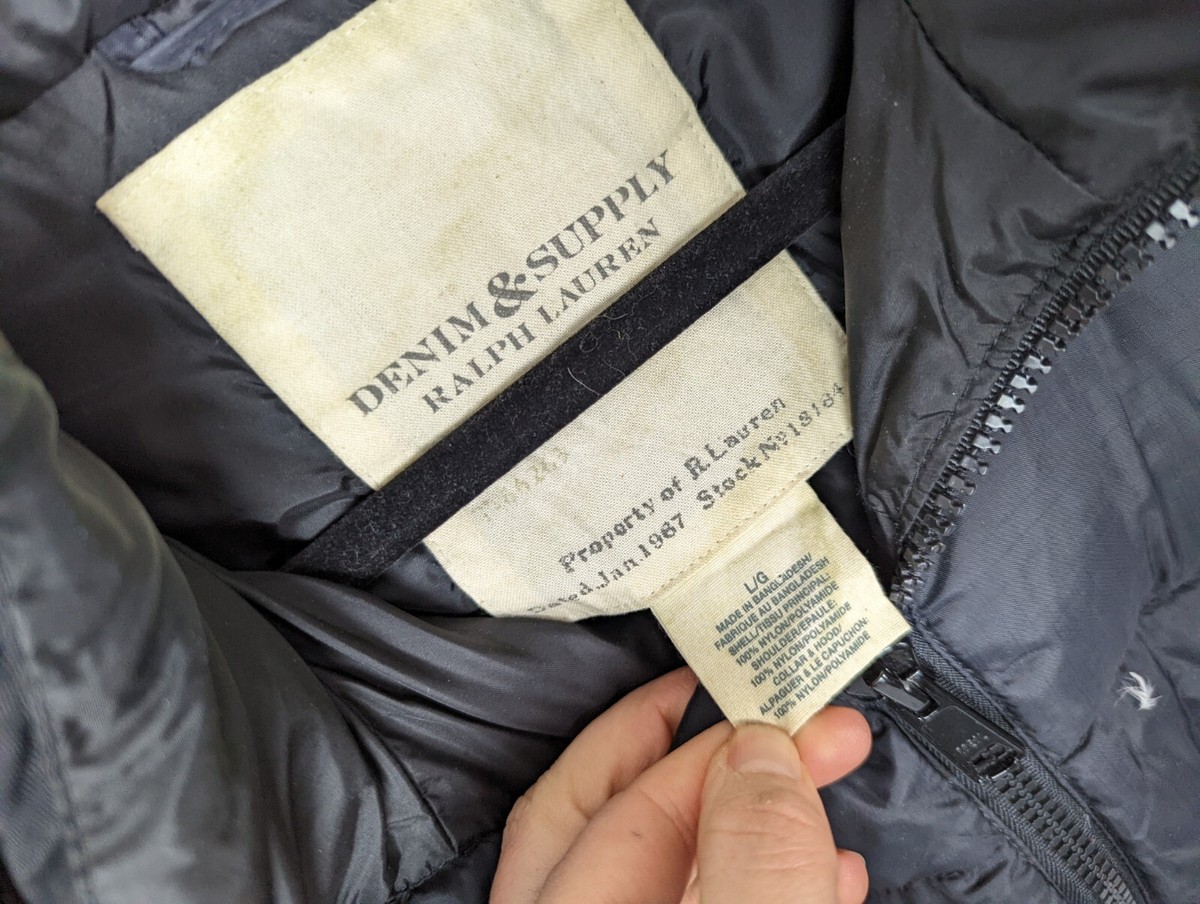 DENIM & SUPPLY
RALPH LAUREN
Property of R.Lauren
Dated Jan.1967 Stock No 13184
L/G
MADE IN BANGLADESH/
FABRIQUE AU BANGLADESH
SHELL/TISSU PRINCIPAL:
100% NYLON/POLYAMIDE
SHOULDER/EPAULE:
100% NYLON/POLYAMIDE
COLLAR & HOOD/
ALPAGUER & LE CAPUCHON:
100% NYLON/POLYAMIDE